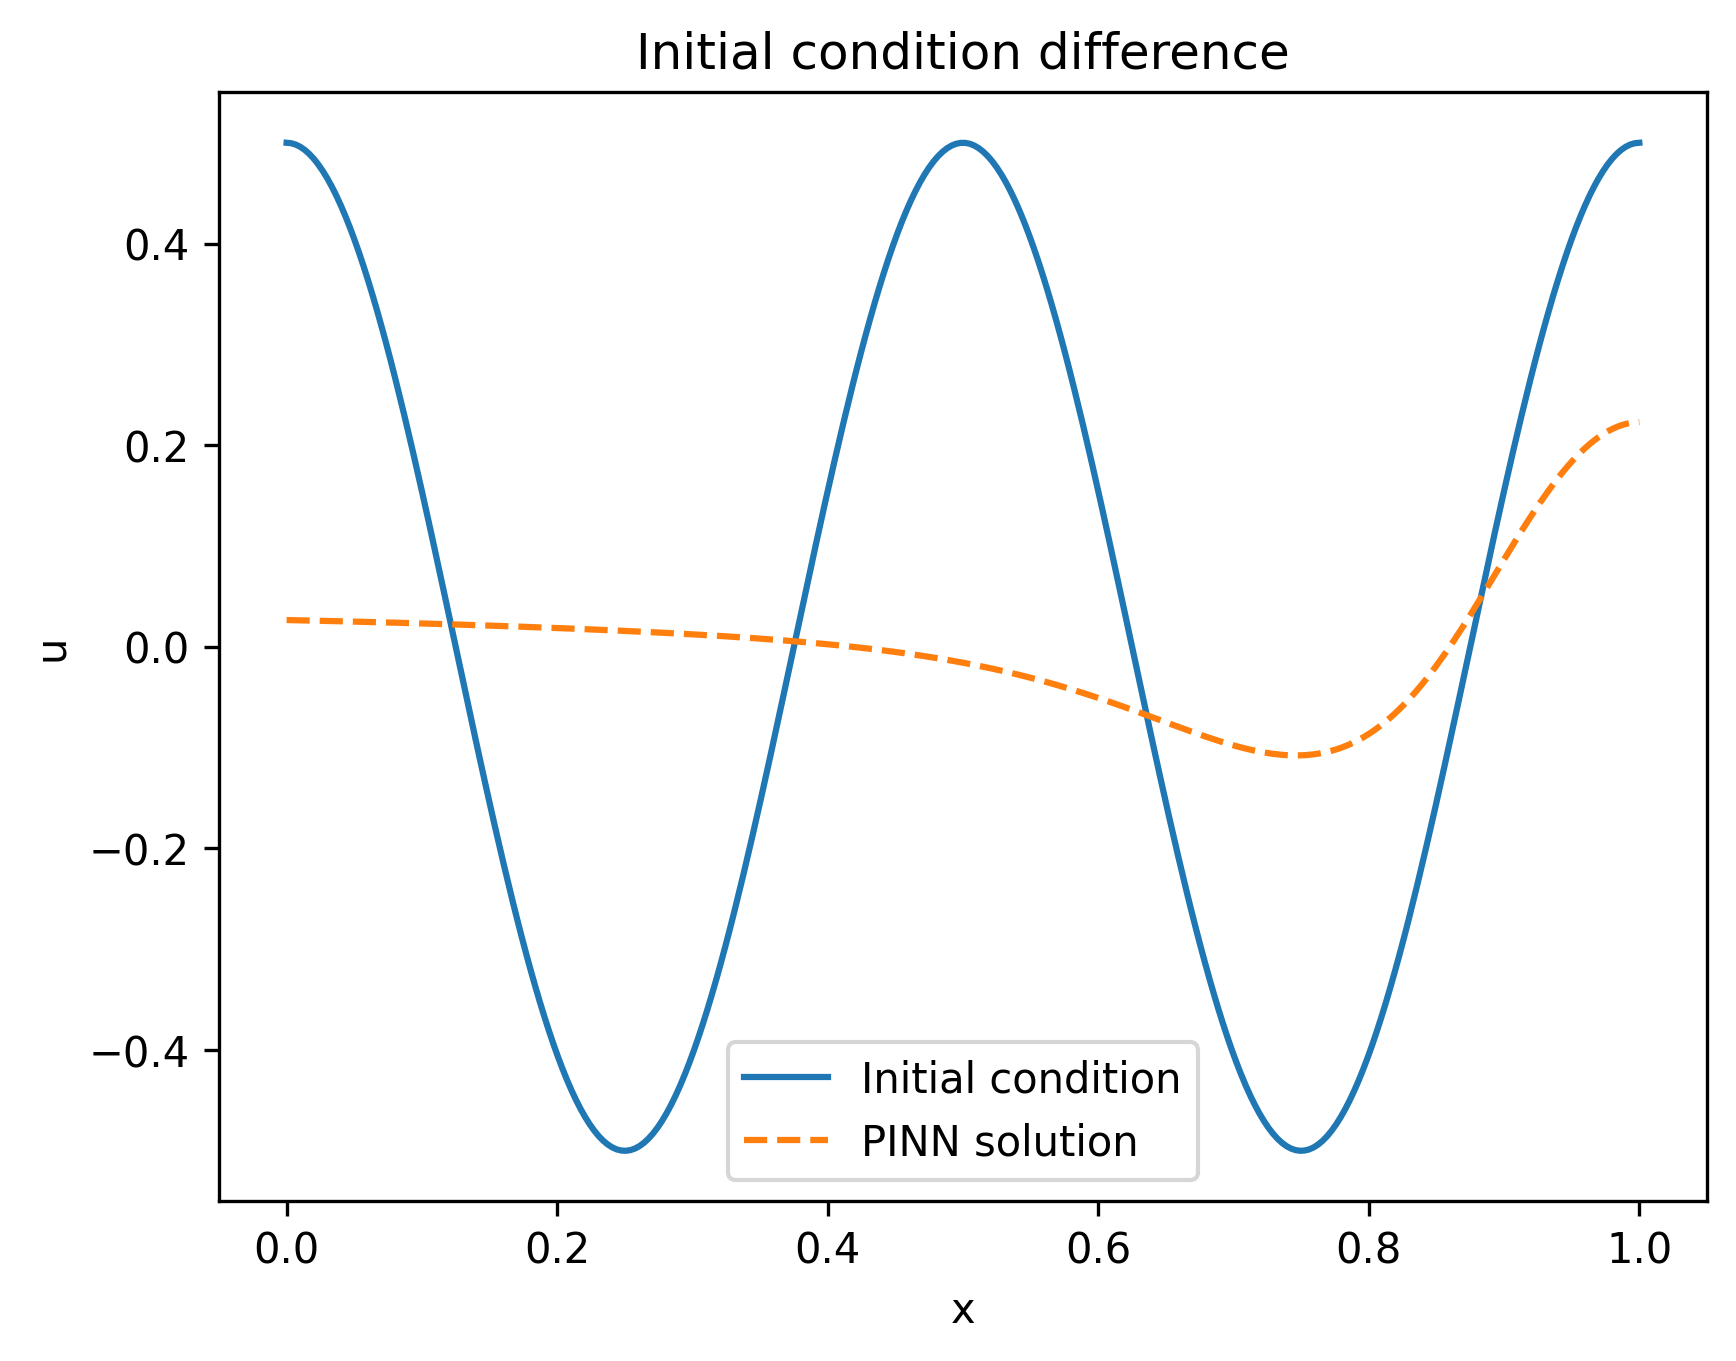 Initial condition difference
0.4
0.2
0.0
−0.2
−0.4
u
Initial condition
PINN solution
0.0 0.2 0.4 0.6 0.8 1.0
x